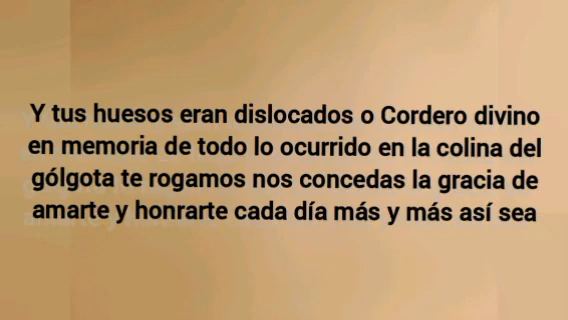 Y tus huesos eran dislocados o Cordero divino
en memoria de todo lo ocurrido en la colina del
gólgota te rogamos nos concedas la gracia de
amarte y honrarte cada día más y más así sea